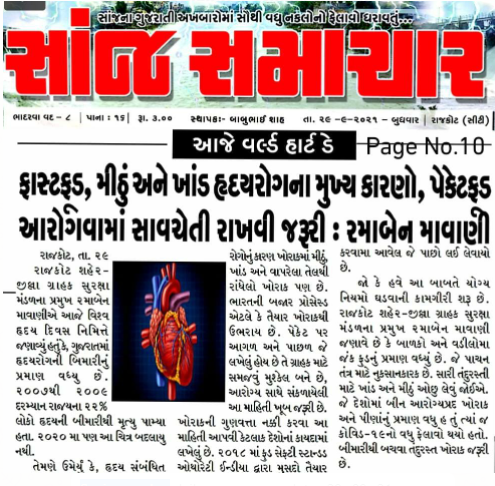 સાંજના ગુજરાતી અખબારોમાં સૌથી વધુ નકલોનો ફેલાવો ધરાવતું...
સાંજ સમાચાર
ભાદરવા વદ - ૮ | પાના : ૧૬ | રૂા. ૩.૦૦ સ્થાપક:- બાબુભાઈ શાહ તા. ૨૯ -૯-૨૦૨૧ - બુધવાર | રાજકોટ (સીટી)
આજે વર્લ્ડ હાર્ટ ડે Page No.10
ફાસ્ટફૂડ, મીઠું અને ખાંડ હૃદયરોગના મુખ્ય કારણો, પેકેટફૂડ
આરોગવામાં સાવચેતી રાખવી જરૂરી : રમાબેન માવાણી
રાજકોટ, તા. ૨૯
રાજકોટ શહેર-
જીલ્લા ગ્રાહક સુરક્ષા
મંડળના પ્રમુખ રમાબેન
માવાણીએ આજે વિશ્વ
હૃદય દિવસ નિમિત્તે
જણાવ્યું હતું કે, ગુજરાતમાં
હૃદયરોગની બિમારીનું
પ્રમાણ વધ્યુ છે.
૨૦૦૭થી ૨૦૦૯
દરમ્યાન રાજ્યના ૨૨%
લોકો હૃદયની બીમારીથી મૃત્યુ પામ્યા
હતા. ૨૦૨૦ મા પણ આ ચિત્ર બદલાયુ
નથી.
તેમણે ઉમેર્યુ કે, હૃદય સંબંધિત
રોગોનું કારણ ખોરાકમાં મીઠું,
ખાંડ અને વાપરેલા તેલથી
રાંધેલો ખોરાક પણ છે.
ભારતની બજાર પ્રોસેસ્ડ
એટલે કે તૈયાર ખોરાકથી
ઉભરાય છે. પેકેટ પર
આગળ અને પાછળ જે
લખેલું હોય છે તે ગ્રાહક માટે
સમજવું મુશ્કેલ બને છે,
આરોગ્ય સાથે સંકળાયેલી
આ માહિતી ખૂબ જરૂરી છે.
ખોરાકની ગુણવત્તા નક્કી કરવા આ
માહિતી આપવી કેટલાક દેશોના કાયદામાં
લખેલું છે. ૨૦૧૮ માં ફુડ સેફ્ટી સ્ટાન્ડ
ઓથોરેટી ઈન્ડીયા દ્વારા મુસદો તૈયાર
કરવામા આવેલ જે પાછો લઈ લેવાયો
છે.
જો કે હવે આ બાબતે યોગ્ય
નિયમો ઘડવાની કામગીરી શરૂ છે.
રાજકોટ શહેર-જીલ્લા ગ્રાહક સુરક્ષા
મંડળના પ્રમુખ રમાબેન માવાણી
જણાવે છે કે બાળકો અને વડીલોમા
જંક ફુડનું પ્રમાણ વધ્યું છે. જે પાચન
તંત્ર માટે નુકસાનકારક છે. સારી તંદુરસ્તી
માટે ખાંડ અને મીઠું ઓછુ લેવું જોઈએ.
જે દેશોમાં બીન આરોગ્યપ્રદ ખોરાક
અને પીણાંનું પ્રમાણ વધુ હ તું ત્યાં જ
કોવિડ-૧૯નો વધુ ફેલાવો થયો હતો.
બીમારીથી બચવા તંદુરસ્ત ખોરાક જરૂરી
છે.